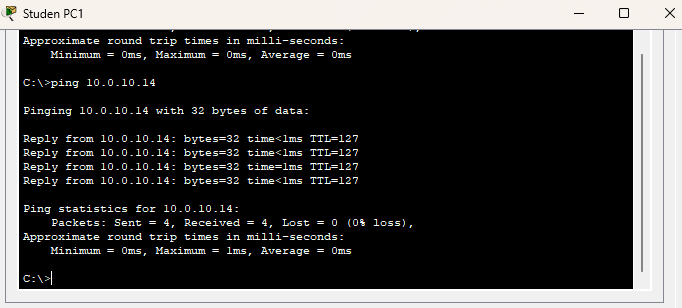 Studen PC1
Approximate round trip times in milli-seconds:
Minimum = 0ms, Maximum = 0ms, Average = 0ms
C:\>ping 10.0.10.14
Pinging 10.0.10.14 with 32 bytes of data:
Reply from 10.0.10.14: bytes=32 time<1ms TTL=127
Reply from 10.0.10.14: bytes=32 time<1ms TTL=127
Reply from 10.0.10.14: bytes=32 time=1ms TTL=127
Reply from 10.0.10.14: bytes=32 time<1ms TTL=127
Ping statistics for 10.0.10.14:
Packets: Sent = 4, Received = 4, Lost = 0 (0% loss),
Approximate round trip times in milli-seconds:
Minimum = 0ms, Maximum = 1ms, Average = 0ms
C:\>